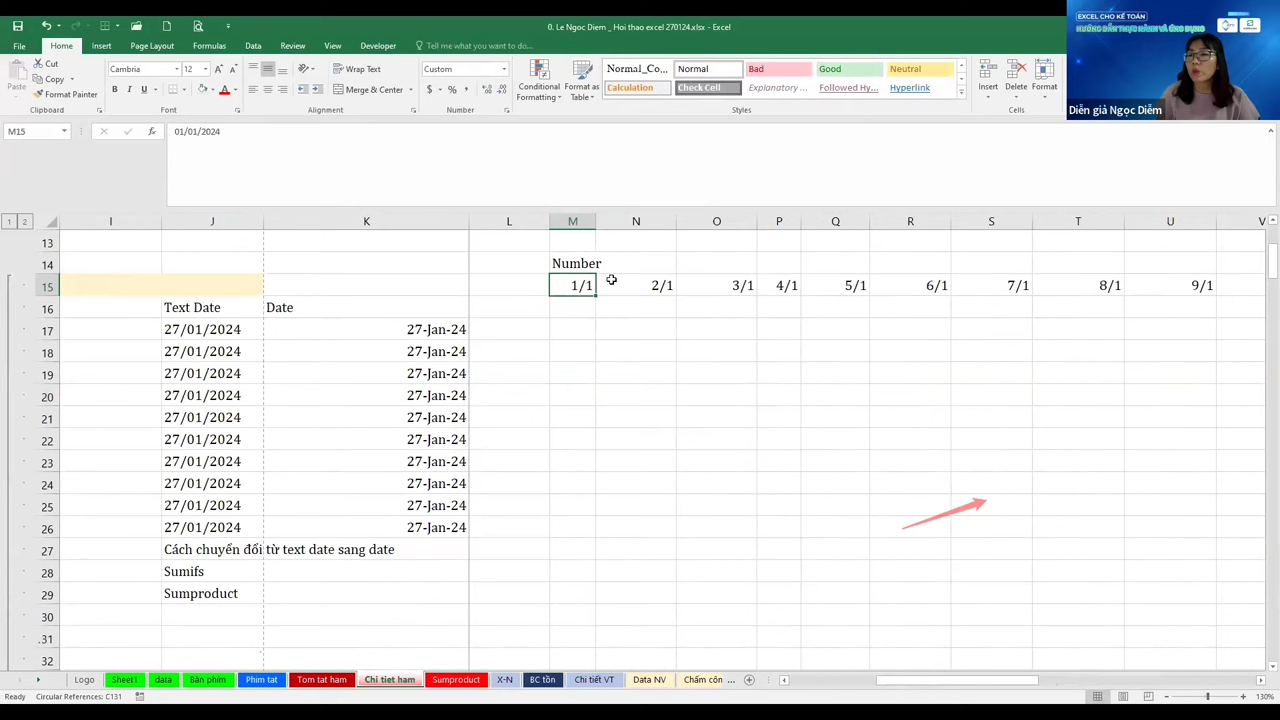 0. Le Ngoc Diem _ Hoi thao excel 270124.xlsx - Excel
File Home Insert Page Layout Formulas Data Review View Developer Tell me what you want to do...
EXCEL CHO KẾ TOÁN
HƯỚNG DẪN THỰC HÀNH VÀ ỨNG DỤNG
Diễn giả Ngọc Diễm
Paste Cut
Copy
Format Painter
Clipboard
Cambria 12
B I U
Font
Wrap Text
Merge & Center
Alignment
Custom
$ % ,
Number
Conditional Formatting
Format as Table
Normal_Co... Normal Bad Good Neutral
Calculation Check Cell Explanatory ... Followed Hy... Hyperlink
Styles
Insert Delete Format
Cells
M15 fx 01/01/2024
1 2 I J K L M N O P Q R S T U V
13
14 Number
15 1/1 2/1 3/1 4/1 5/1 6/1 7/1 8/1 9/1
16 Text Date Date
17 27/01/2024 27-Jan-24
18 27/01/2024 27-Jan-24
19 27/01/2024 27-Jan-24
20 27/01/2024 27-Jan-24
21 27/01/2024 27-Jan-24
22 27/01/2024 27-Jan-24
23 27/01/2024 27-Jan-24
24 27/01/2024 27-Jan-24
25 27/01/2024 27-Jan-24
26 27/01/2024 27-Jan-24
27 Cách chuyển đổi từ text date sang date
28 Sumifs
29 Sumproduct
30
31
32
Logo Sheet1 data Bàn phím Phim tat Tom tat ham Chi tiet ham Sumproduct X-N BC tồn Chi tiết VT Data NV Chấm côn ...
Ready Circular References: C131 130%